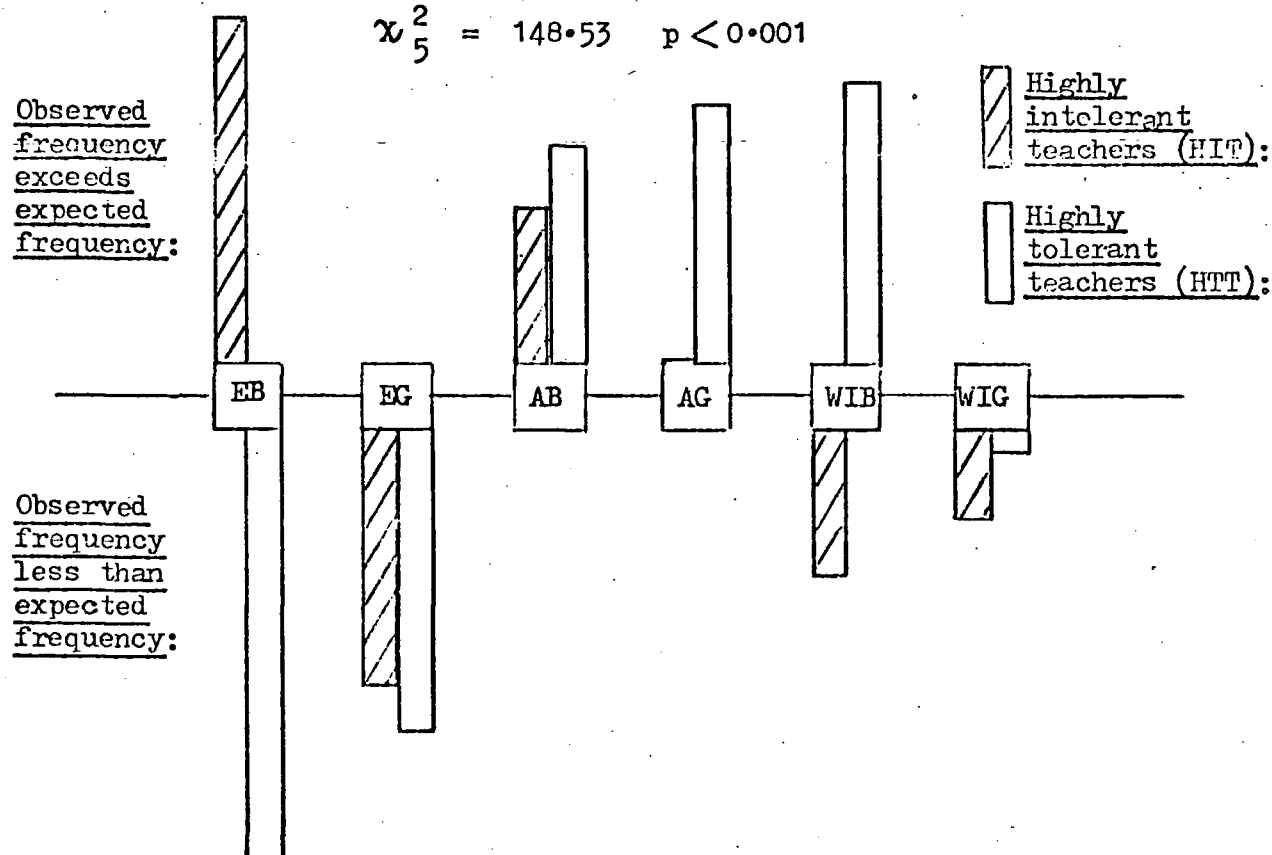 χ²₅ = 148·53 p < 0·001
Observed
frequency
exceeds
expected
frequency:
Highly
intolerant
teachers (HIT):
Highly
tolerant
teachers (HTT):
EB EG AB AG WIB WIG
Observed
frequency
less than
expected
frequency: